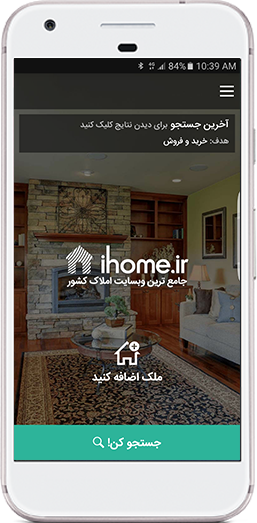 84% 10:39 AM
آخرین جستجو برای دیدن نتایج کلیک کنید
هدف: خرید و فروش
ihome.ir
جامع ترین وبسایت املاک کشور
ملک اضافه کنید
جستجو کن!